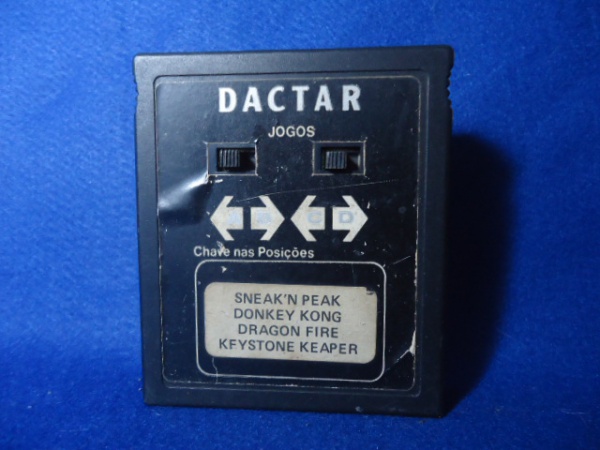 DACTAR
JOGOS
A B C D
Chave nas Posições
SNEAK'N PEAK
DONKEY KONG
DRAGON FIRE
KEYSTONE KEAPER